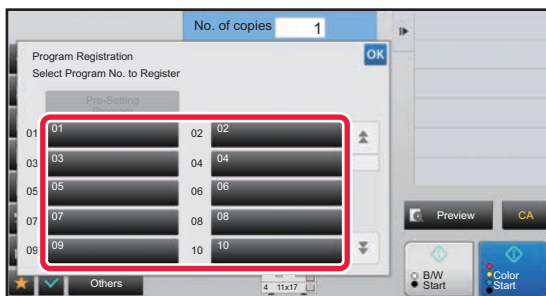 No. of copies 1
OK
Program Registration
Select Program No. to Register
Pre-Setting
Program
01 01 02 02
03 03 04 04
05 05 06 06
07 07 08 08
09 09 10 10
Preview CA
B/W
Start
Color
Start
Others
4 11x17